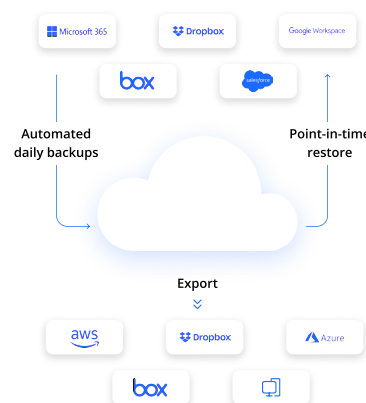 Microsoft 365
Dropbox
Google Workspace
box
salesforce
Automated
daily backups
Point-in-time
restore
Export
aws
Dropbox
Azure
box